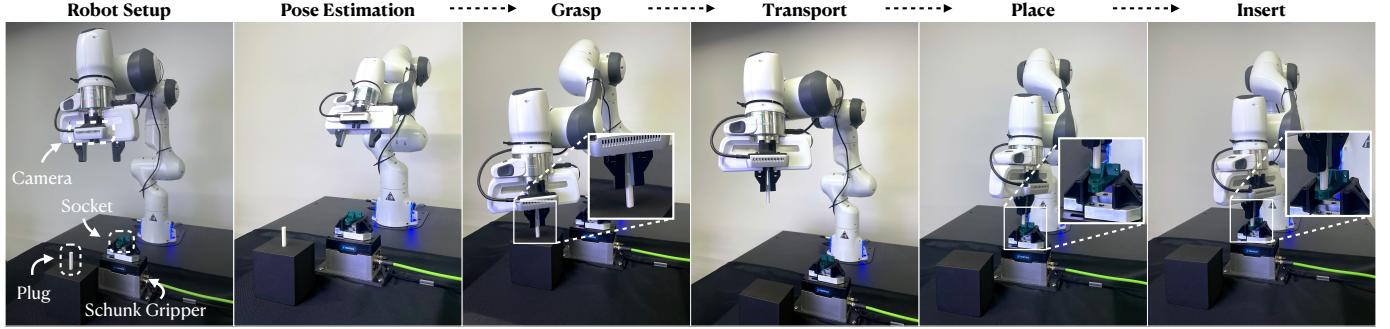 Robot Setup
Pose Estimation
Grasp
Transport
Place
Insert
Camera
Socket
Plug
Schunk Gripper